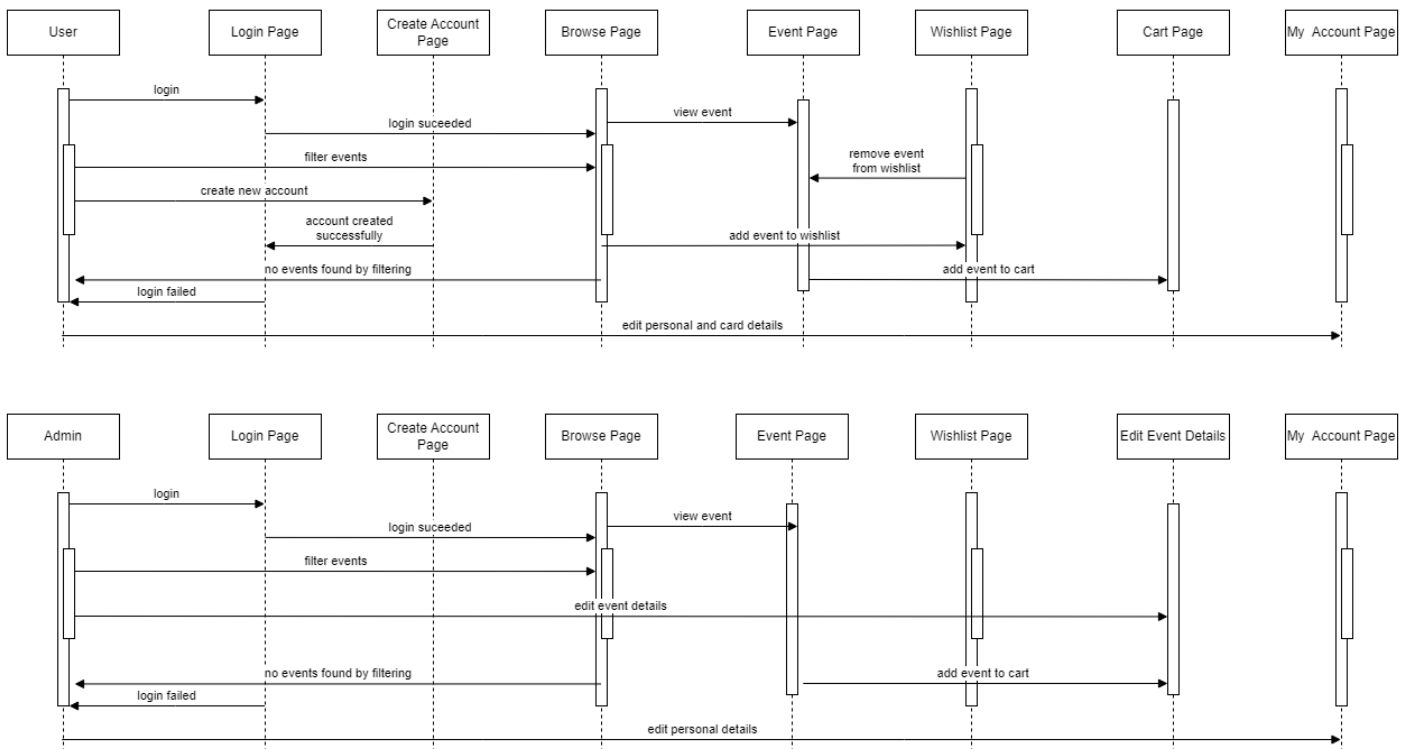 User
Login Page
Create Account
Page
Browse Page
Event Page
Wishlist Page
Cart Page
My  Account Page
login
view event
login suceeded
filter events
remove event
from wishlist
create new account
account created
successfully
add event to wishlist
no events found by filtering
add event to cart
login failed
edit personal and card details
Admin
Login Page
Create Account
Page
Browse Page
Event Page
Wishlist Page
Edit Event Details
My  Account Page
login
view event
login suceeded
filter events
edit event details
no events found by filtering
add event to cart
login failed
edit personal details